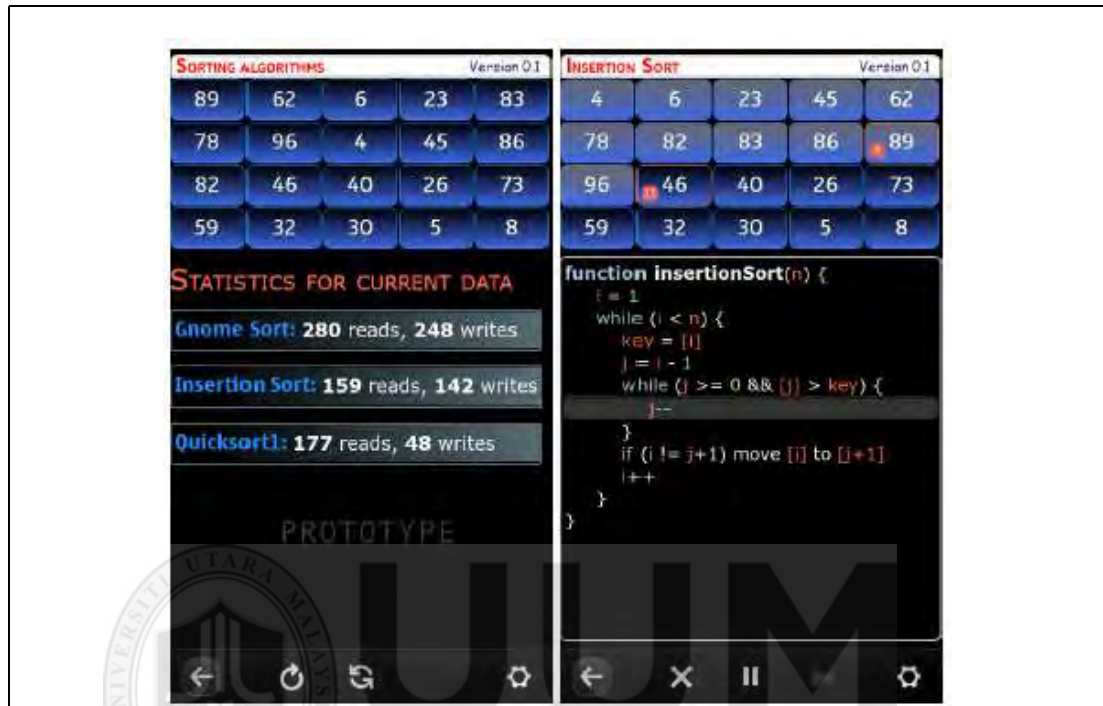 SORTING ALGORITHMS Version 0.1
89 62 6 23 83
78 96 4 45 86
82 46 40 26 73
59 32 30 5 8
STATISTICS FOR CURRENT DATA
Gnome Sort: 280 reads, 248 writes
Insertion Sort: 159 reads, 142 writes
Quicksort1: 177 reads, 48 writes
PROTOTYPE
INSERTION SORT Version 0.1
4 6 23 45 62
78 82 83 86 89
96 46 40 26 73
59 32 30 5 8
function insertionSort(n) {
i = 1
while (i < n) {
key = [i]
j = i - 1
while (j >= 0 && [j] > key) {
j--
}
if (i != j+1) move [i] to [j+1]
i++
}
}
UNIVERSITI UTARA MALAYS
UUM